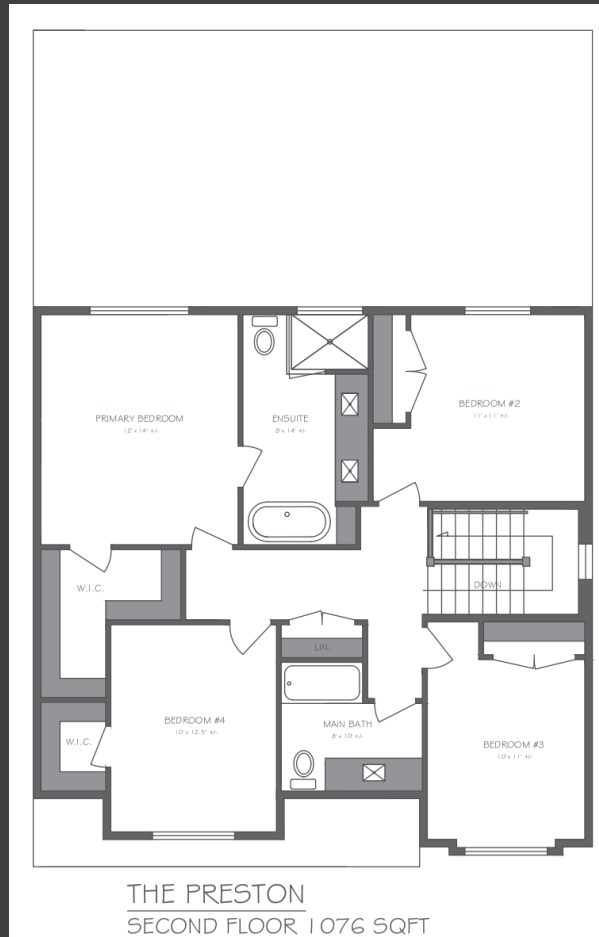 PRIMARY BEDROOM
12' x 14' +/-
ENSUITE
8' x 14' +/-
BEDROOM #2
11' x 11' +/-
W.I.C.
DOWN
LIN.
W.I.C.
BEDROOM #4
10' x 12.5' +/-
MAIN BATH
8' x 10' +/-
BEDROOM #3
10' x 11' +/-
THE PRESTON
SECOND FLOOR 1076 SQFT